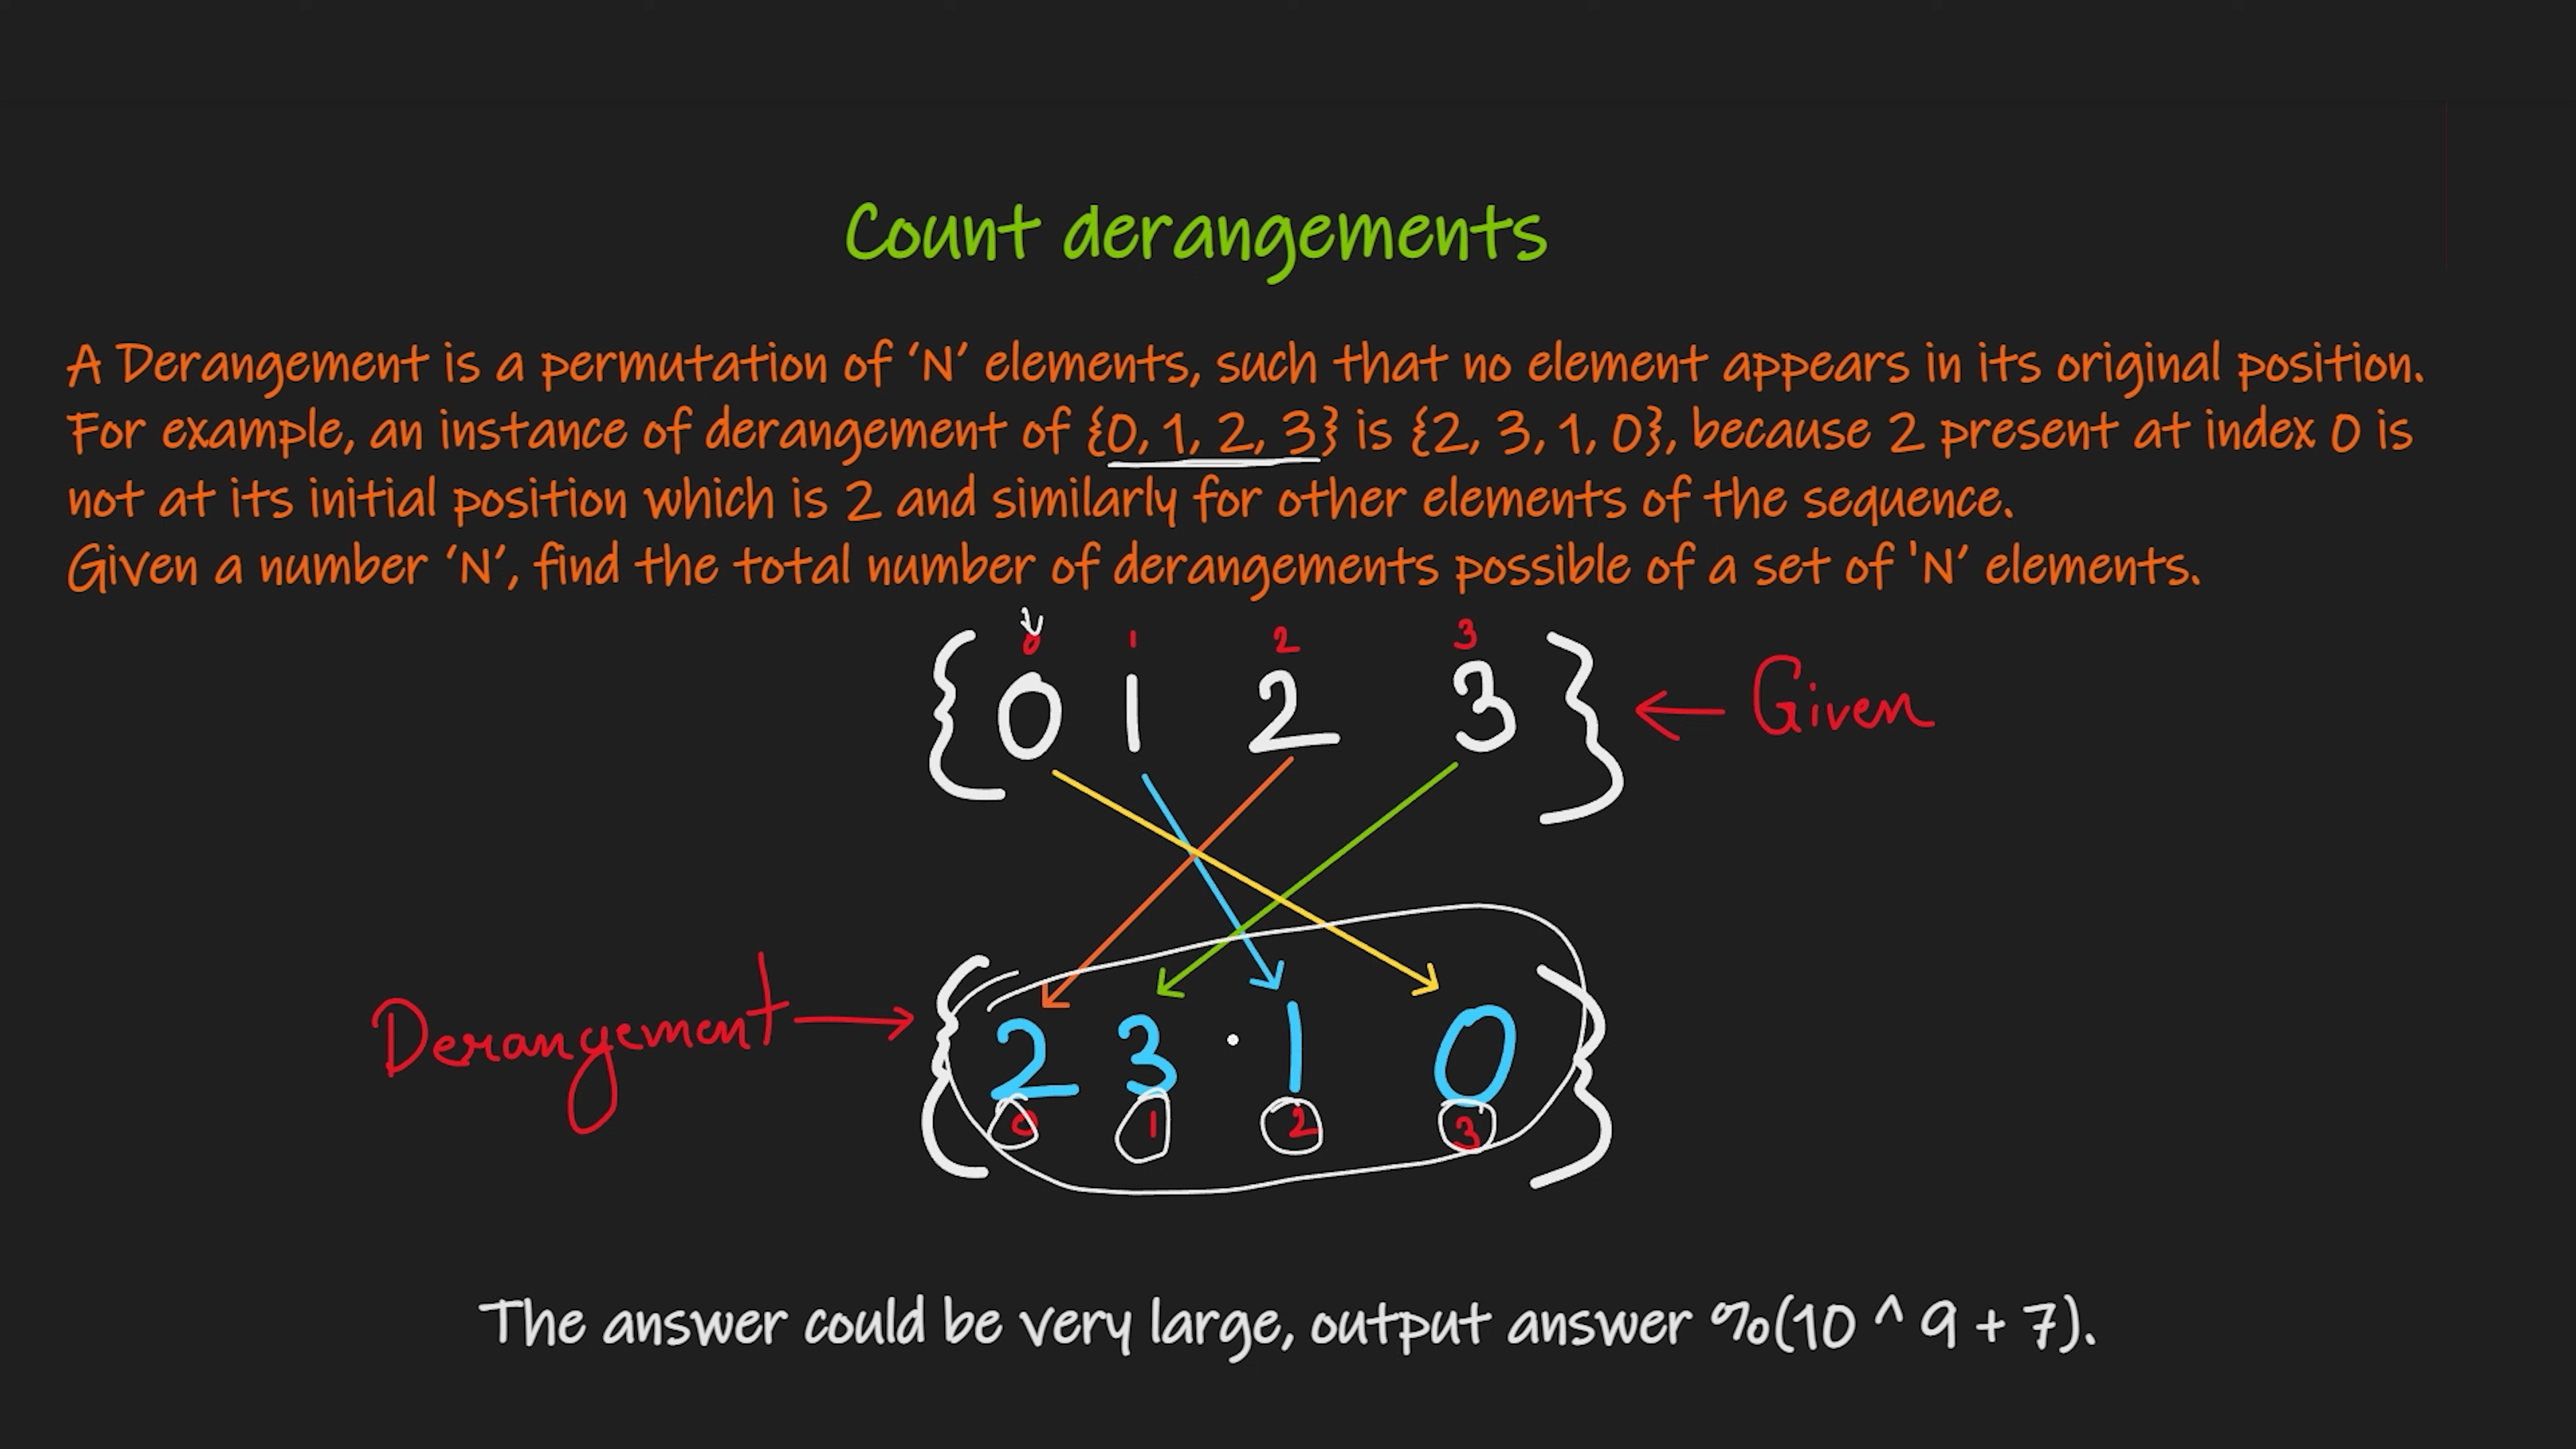 Count derangements
A Derangement is a permutation of ‘N’ elements, such that no element appears in its original position.
For example, an instance of derangement of {0, 1, 2, 3} is {2, 3, 1, 0}, because 2 present at index 0 is
not at its initial position which is 2 and similarly for other elements of the sequence.
Given a number ‘N’, find the total number of derangements possible of a set of 'N’ elements.
0 1 2 3
{ 0 1 2 3 } ← Given
Derangement → { 2 3 1 0 }
0 1 2 3
The answer could be very large, output answer %(10 ^ 9 + 7).